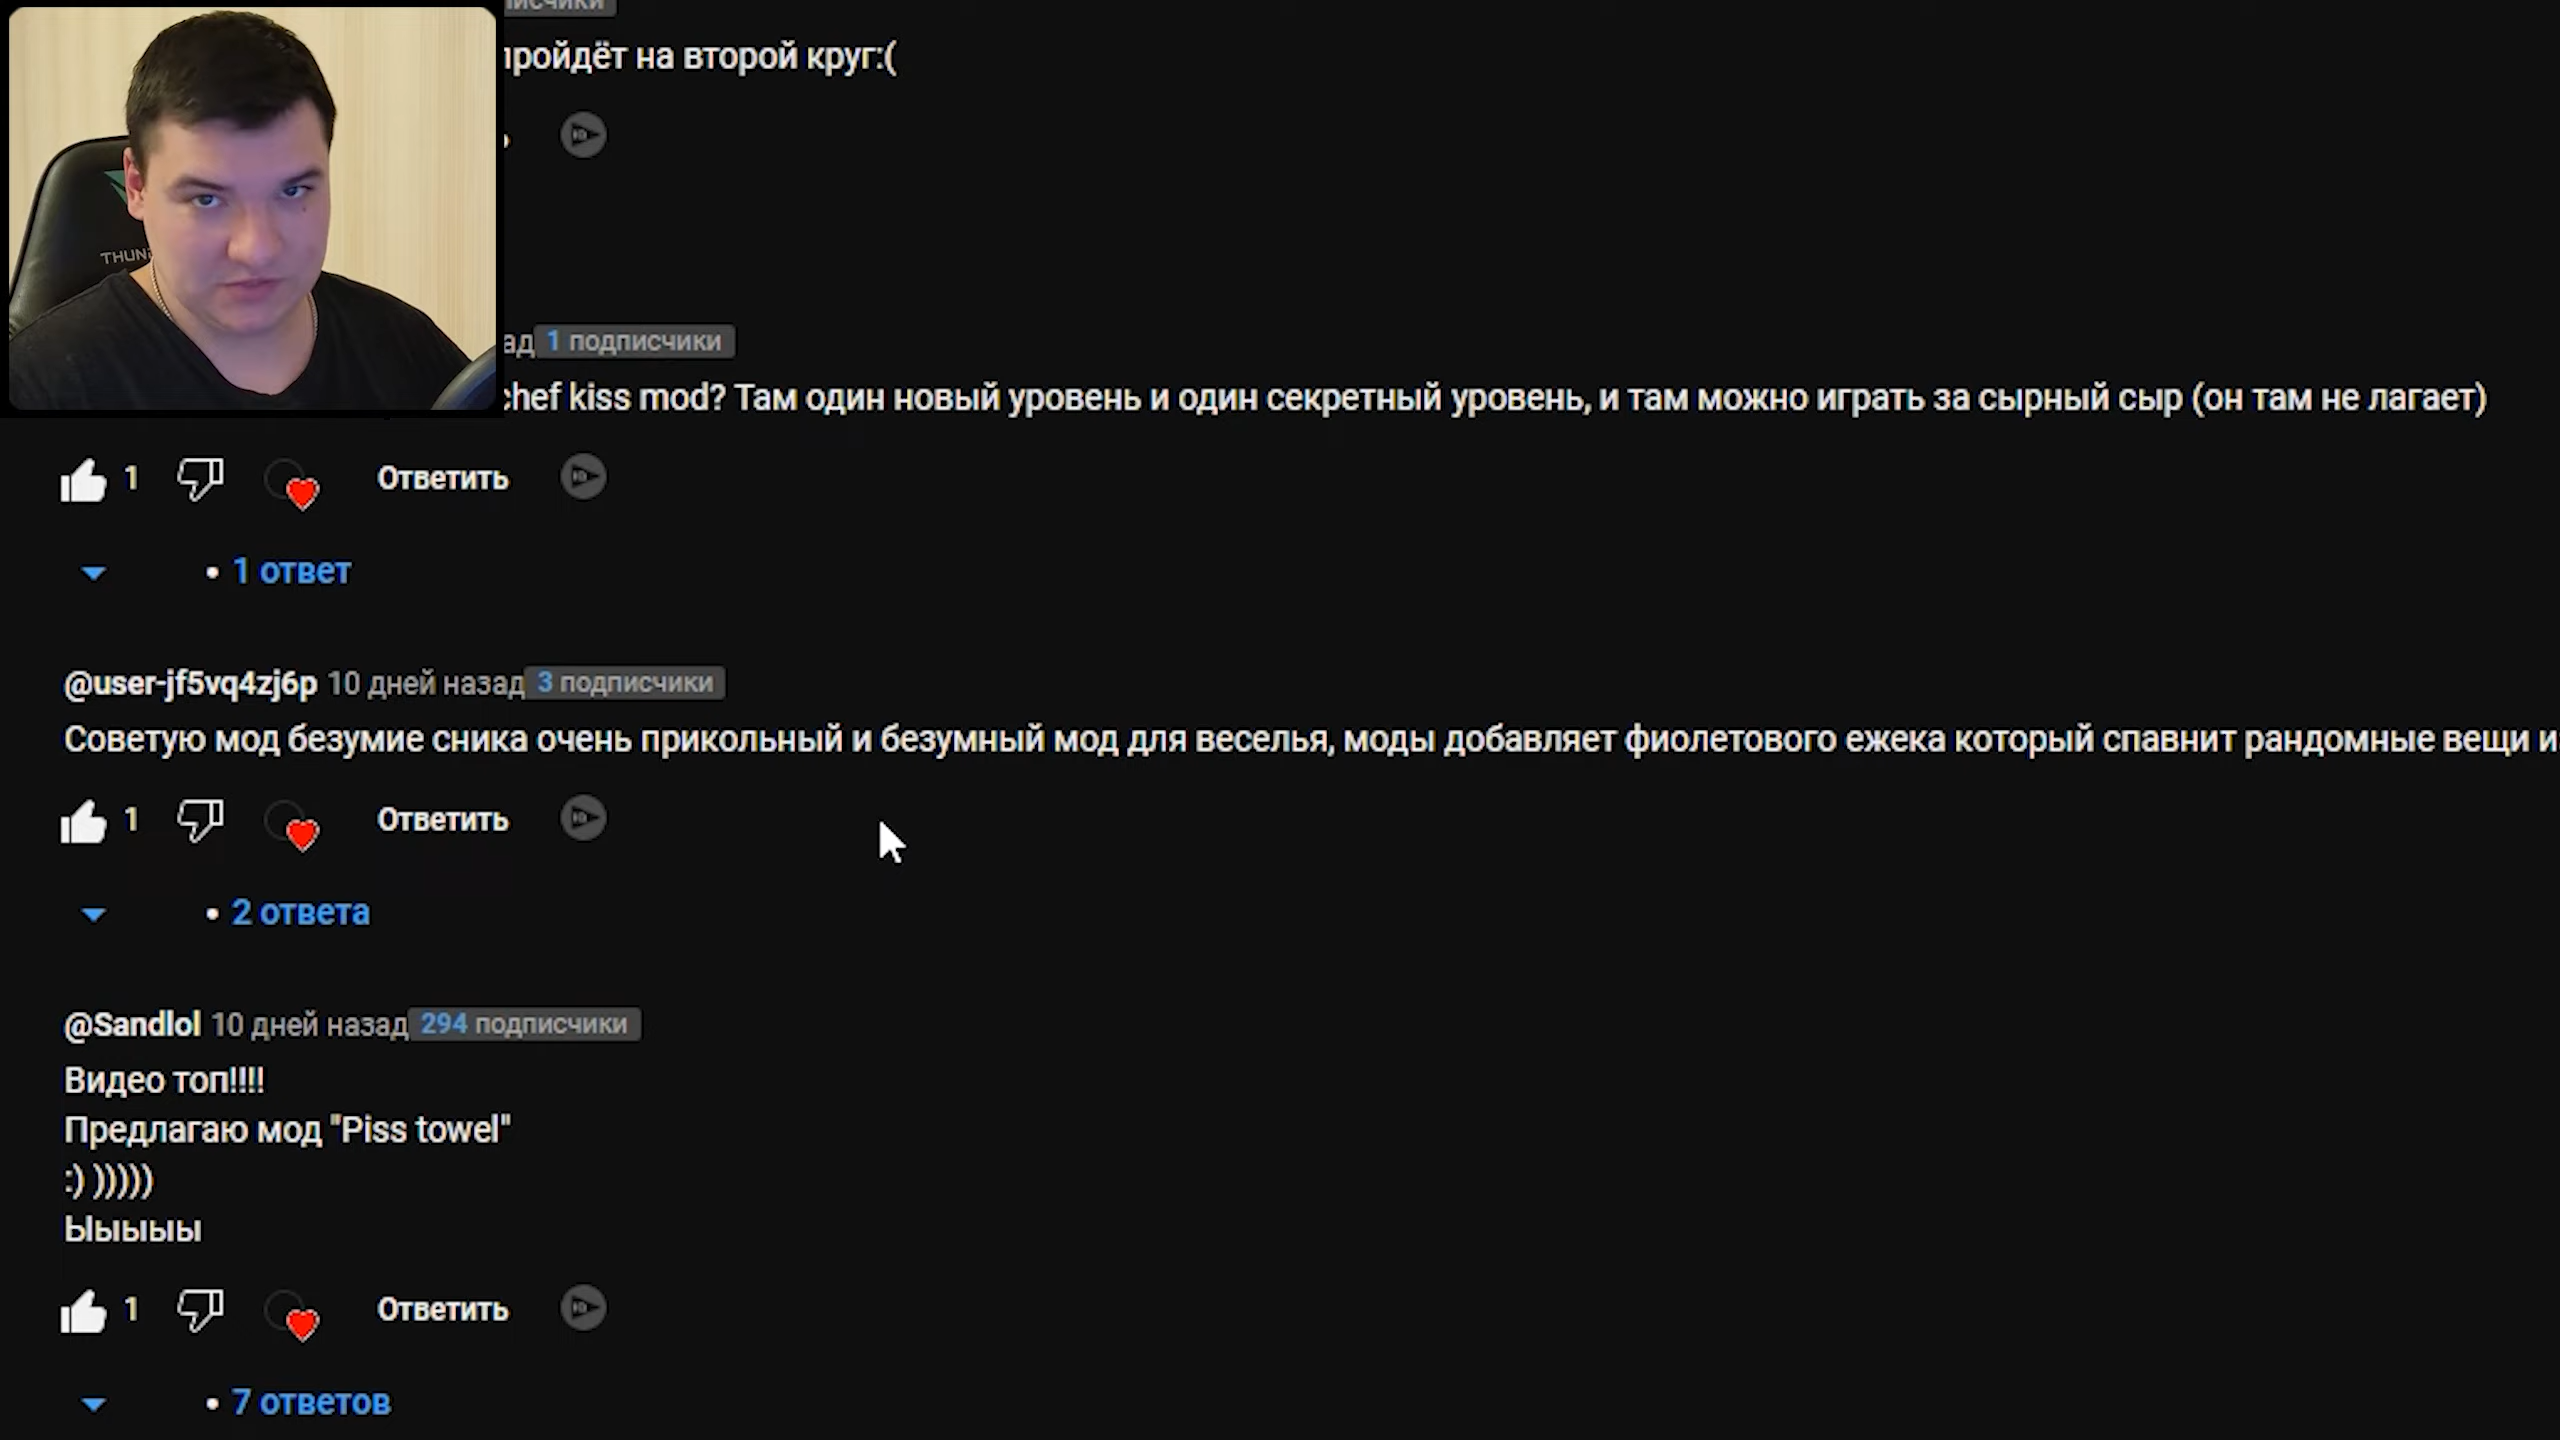 пройдёт на второй круг:(
THUN
1 подписчики
chef kiss mod? Там один новый уровень и один секретный уровень, и там можно играть за сырный сыр (он там не лагает)
1 Ответить
1 ответ
@user-jf5vq4zj6p 10 дней назад 3 подписчики
Советую мод безумие сника очень прикольный и безумный мод для веселья, моды добавляет фиолетового ежека который спавнит рандомные вещи
1 Ответить
2 ответа
@Sandlol 10 дней назад 294 подписчики
Видео топ!!!!
Предлагаю мод "Piss towel"
:) )))))
Ыыыыы
1 Ответить
7 ответов